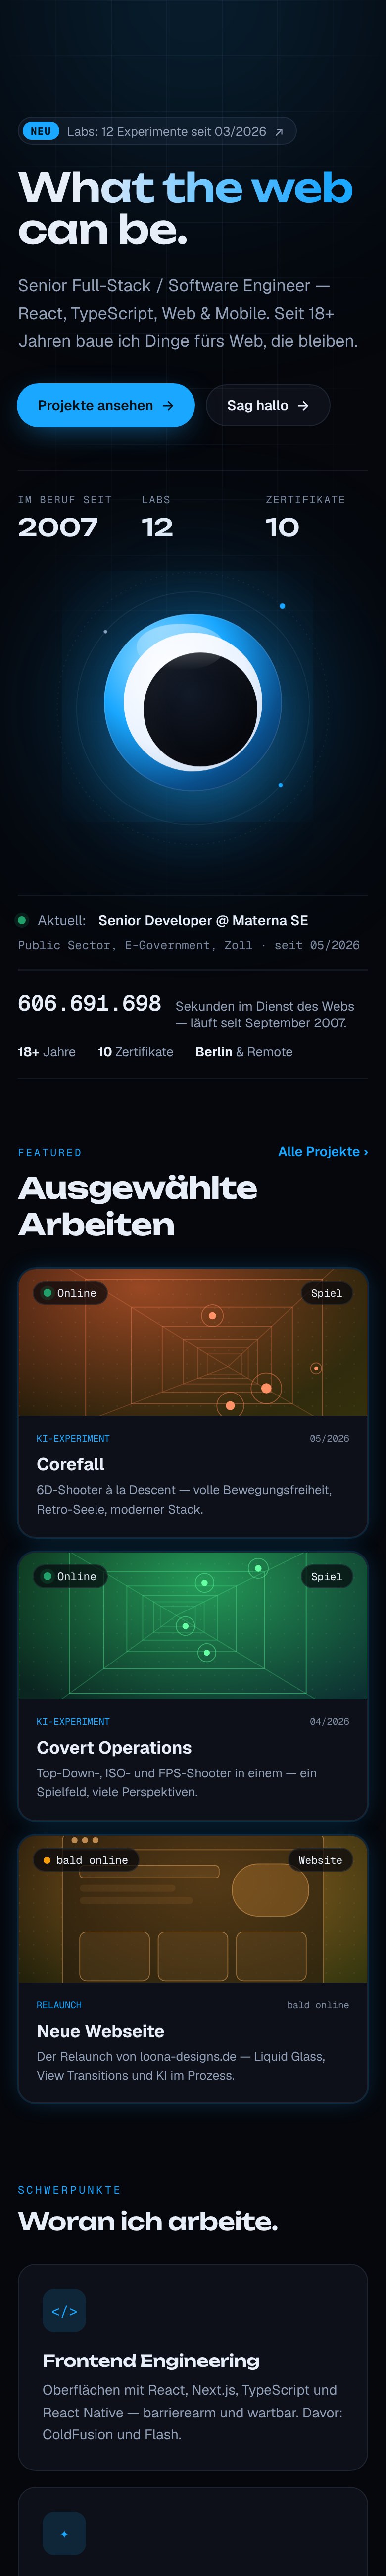 NEU Labs: 12 Experimente seit 03/2026 ↗
What the web
can be.
Senior Full-Stack / Software Engineer —
React, TypeScript, Web & Mobile. Seit 18+
Jahren baue ich Dinge fürs Web, die bleiben.
Projekte ansehen →
Sag hallo →
IM BERUF SEIT
2007
LABS
12
ZERTIFIKATE
10
Aktuell: Senior Developer @ Materna SE
Public Sector, E-Government, Zoll · seit 05/2026
606.691.698
Sekunden im Dienst des Webs
— läuft seit September 2007.
18+ Jahre
10 Zertifikate
Berlin & Remote
FEATURED
Alle Projekte ›
Ausgewählte
Arbeiten
Online
Spiel
KI-EXPERIMENT
05/2026
Corefall
6D-Shooter à la Descent — volle Bewegungsfreiheit,
Retro-Seele, moderner Stack.
Online
Spiel
KI-EXPERIMENT
04/2026
Covert Operations
Top-Down-, ISO- und FPS-Shooter in einem — ein
Spielfeld, viele Perspektiven.
bald online
Website
RELAUNCH
bald online
Neue Webseite
Der Relaunch von loona-designs.de — Liquid Glass,
View Transitions und KI im Prozess.
SCHWERPUNKTE
Woran ich arbeite.
</>
Frontend Engineering
Oberflächen mit React, Next.js, TypeScript und
React Native — barrierearm und wartbar. Davor:
ColdFusion und Flash.